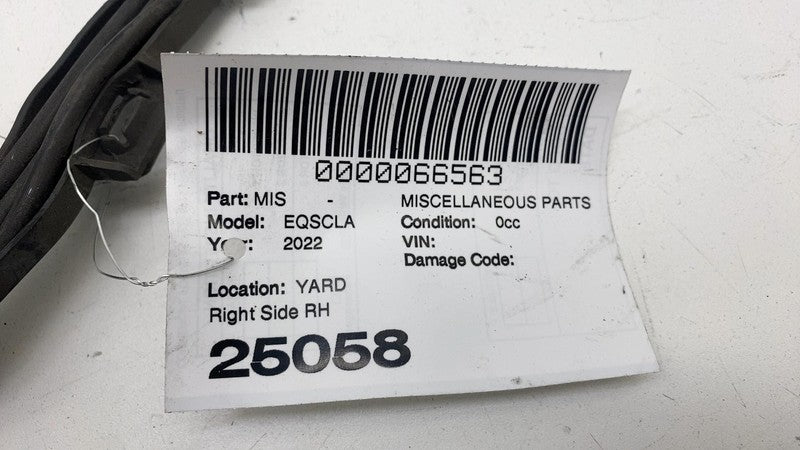 0000066563
Part: MIS - MISCELLANEOUS PARTS
Model: EQSCLA Condition: 0cc
Year: 2022 VIN:
Damage Code:
Location: YARD
Right Side RH
25058